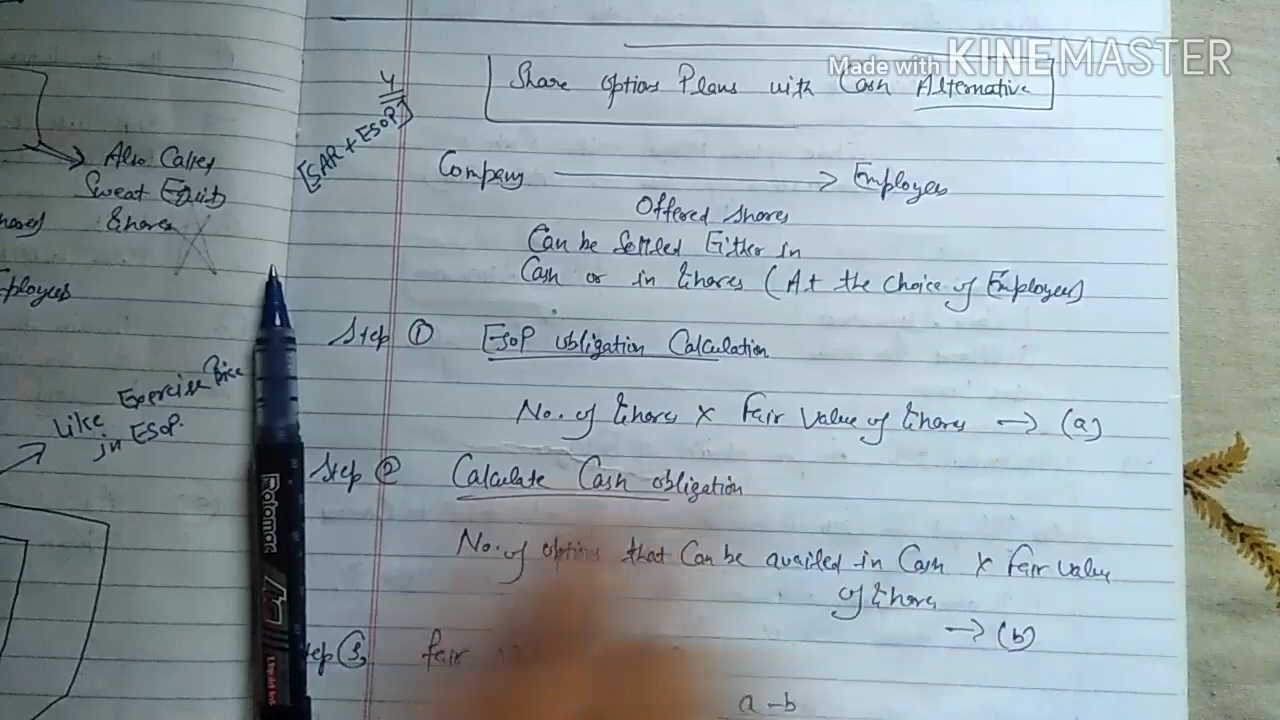 Made with KINEMASTER
Share Option Plans with Cash Alternative
4
[SAR + ESOP]
Also Called
Sweat Equity
Shares
Company → Employees
Offered shares
Can be Settled Either in
Cash or in Shares (At the Choice of Employees)
Step ① ESOP obligation Calculation
Like Exercise Price
in ESOP.
No. of Shares X Fair Value of Shares → (a)
Step ② Calculate Cash obligation
No. of options that Can be availed in Cash X Fair value
of Shares
→ (b)
Step ③ Fair
a - b
Rotomac